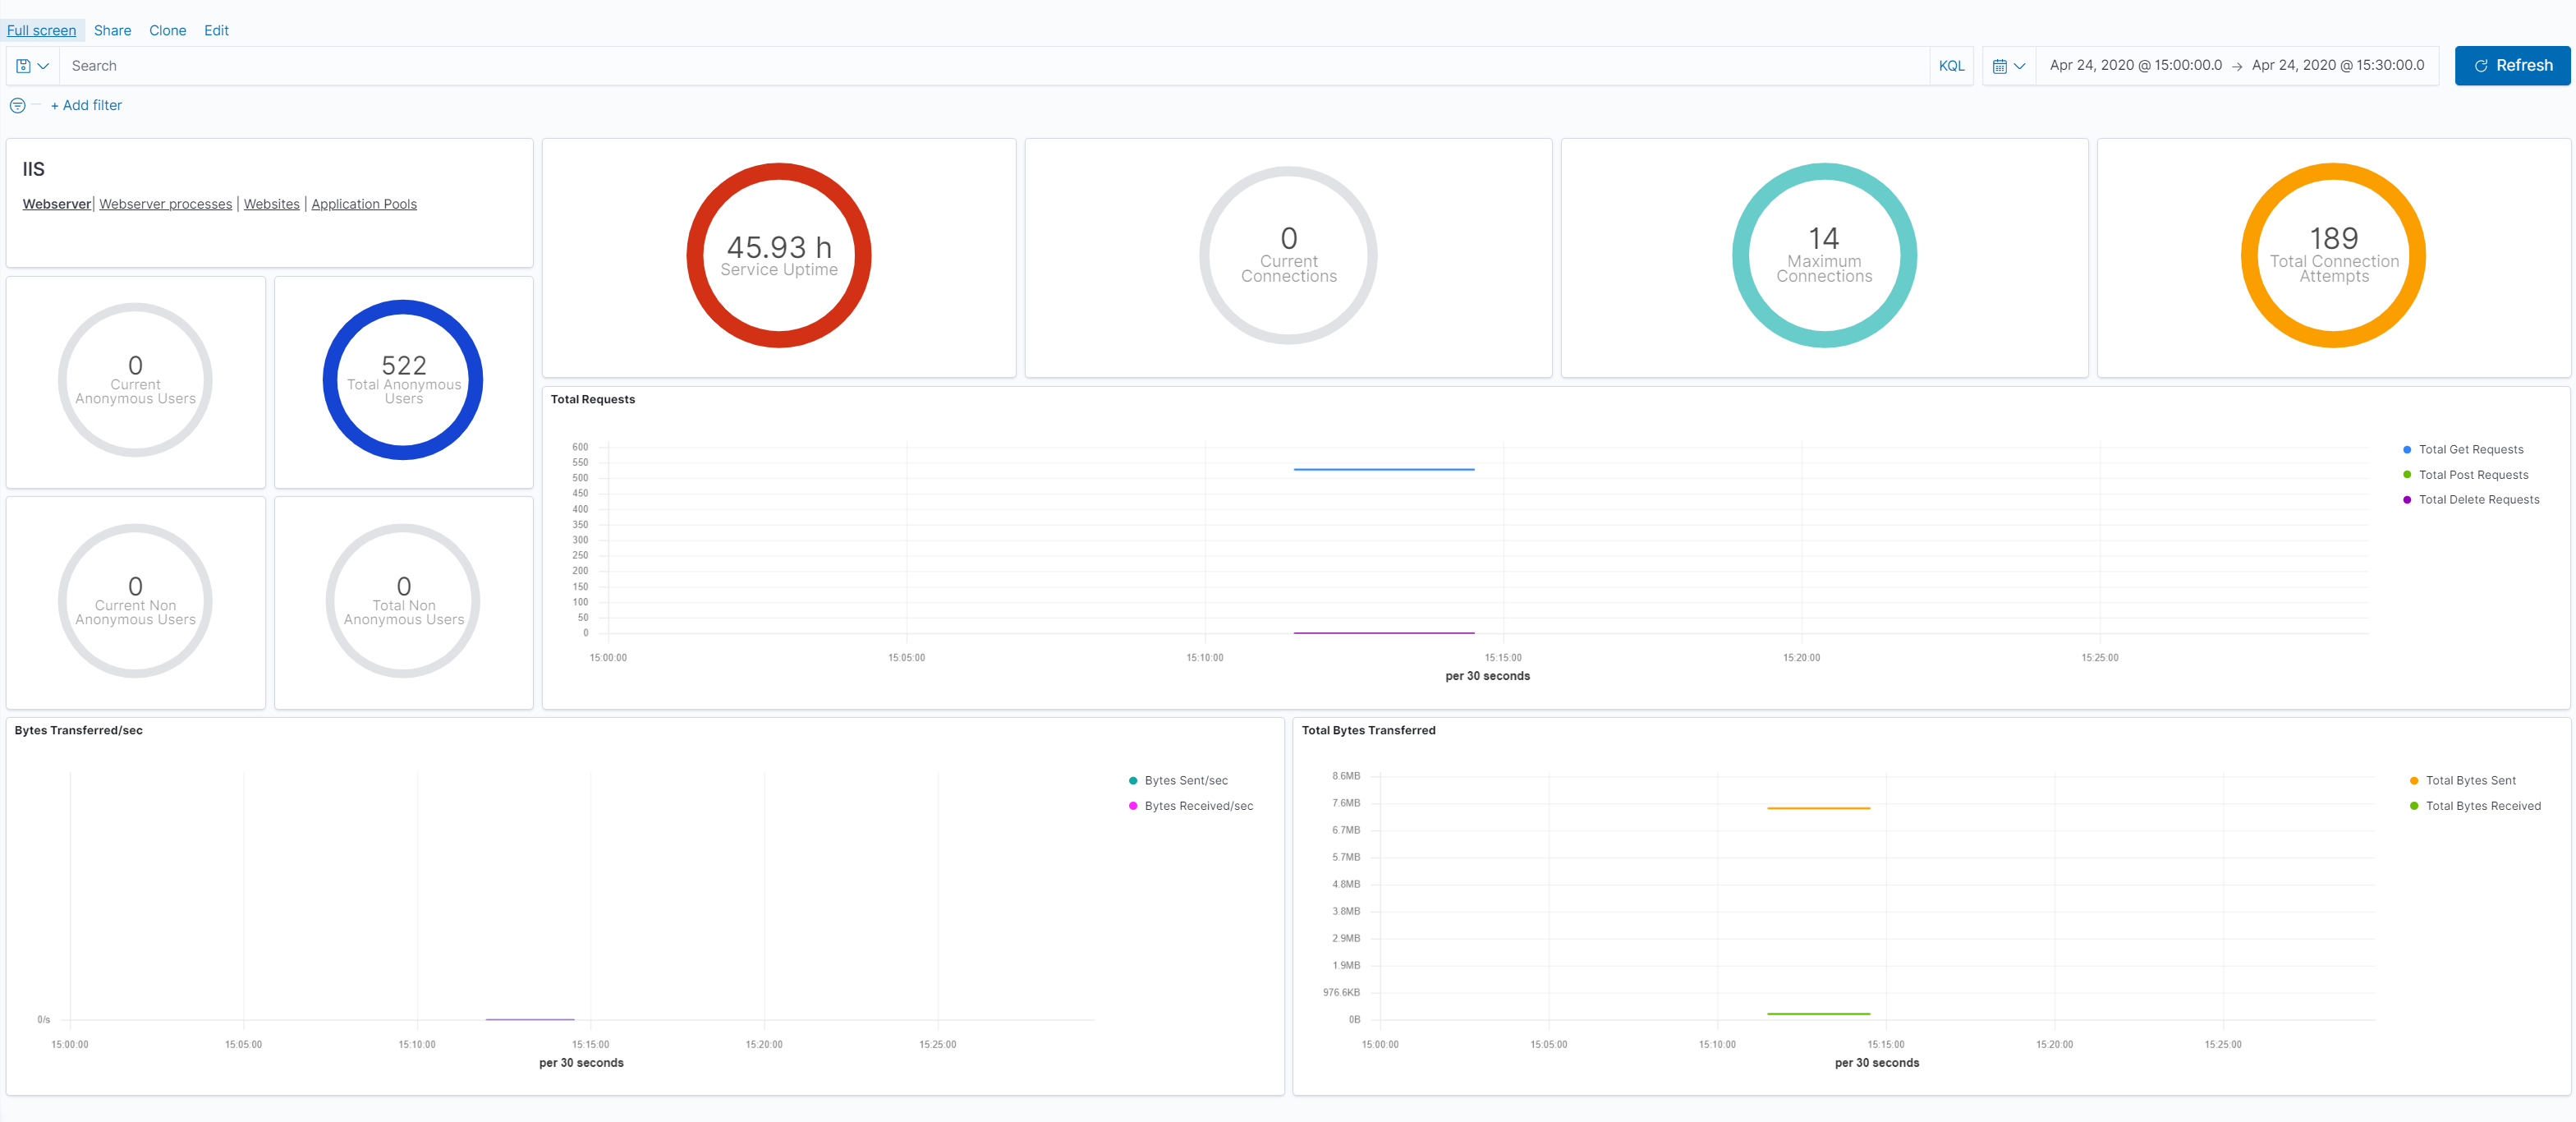 Full screen Share Clone Edit
Search KQL Apr 24, 2020 @ 15:00:00.0 → Apr 24, 2020 @ 15:30:00.0 Refresh
+ Add filter
IIS
Webserver| Webserver processes | Websites | Application Pools
45.93 h
Service Uptime
0
Current
Connections
14
Maximum
Connections
189
Total Connection
Attempts
0
Current
Anonymous Users
522
Total Anonymous
Users
0
Current Non
Anonymous Users
0
Total Non
Anonymous Users
Total Requests
600
550
500
450
400
350
300
250
200
150
100
50
0
15:00:00 15:05:00 15:10:00 15:15:00 15:20:00 15:25:00
per 30 seconds
Total Get Requests
Total Post Requests
Total Delete Requests
Bytes Transferred/sec
0/s
15:00:00 15:05:00 15:10:00 15:15:00 15:20:00 15:25:00
per 30 seconds
Bytes Sent/sec
Bytes Received/sec
Total Bytes Transferred
8.6MB
7.6MB
6.7MB
5.7MB
4.8MB
3.8MB
2.9MB
1.9MB
976.6KB
0B
15:00:00 15:05:00 15:10:00 15:15:00 15:20:00 15:25:00
per 30 seconds
Total Bytes Sent
Total Bytes Received